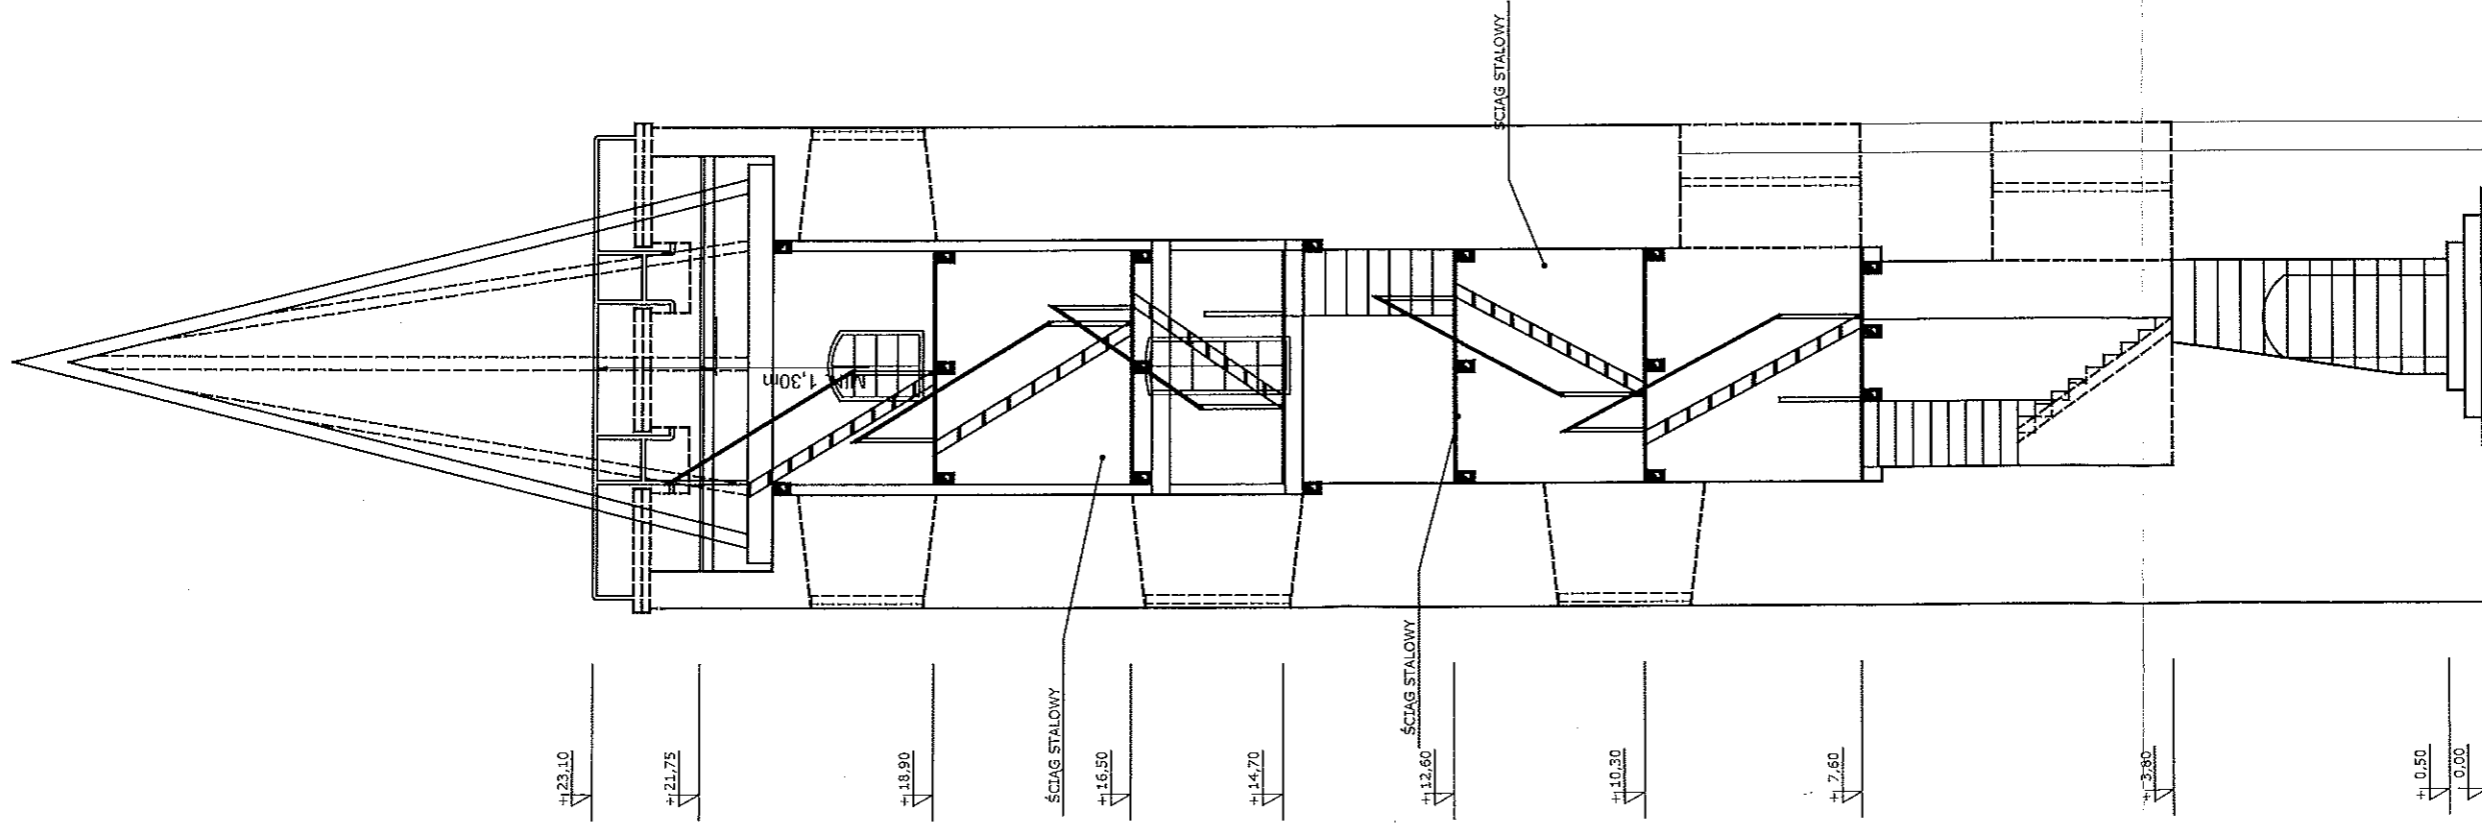 ŚCIĄG STALOWY
MIN. 1,30m
ŚCIĄG STALOWY
ŚCIĄG STALOWY
+23,10
+21,75
+18,90
+16,50
+14,70
+12,60
+10,30
+7,60
+3,80
+0,50
0,00